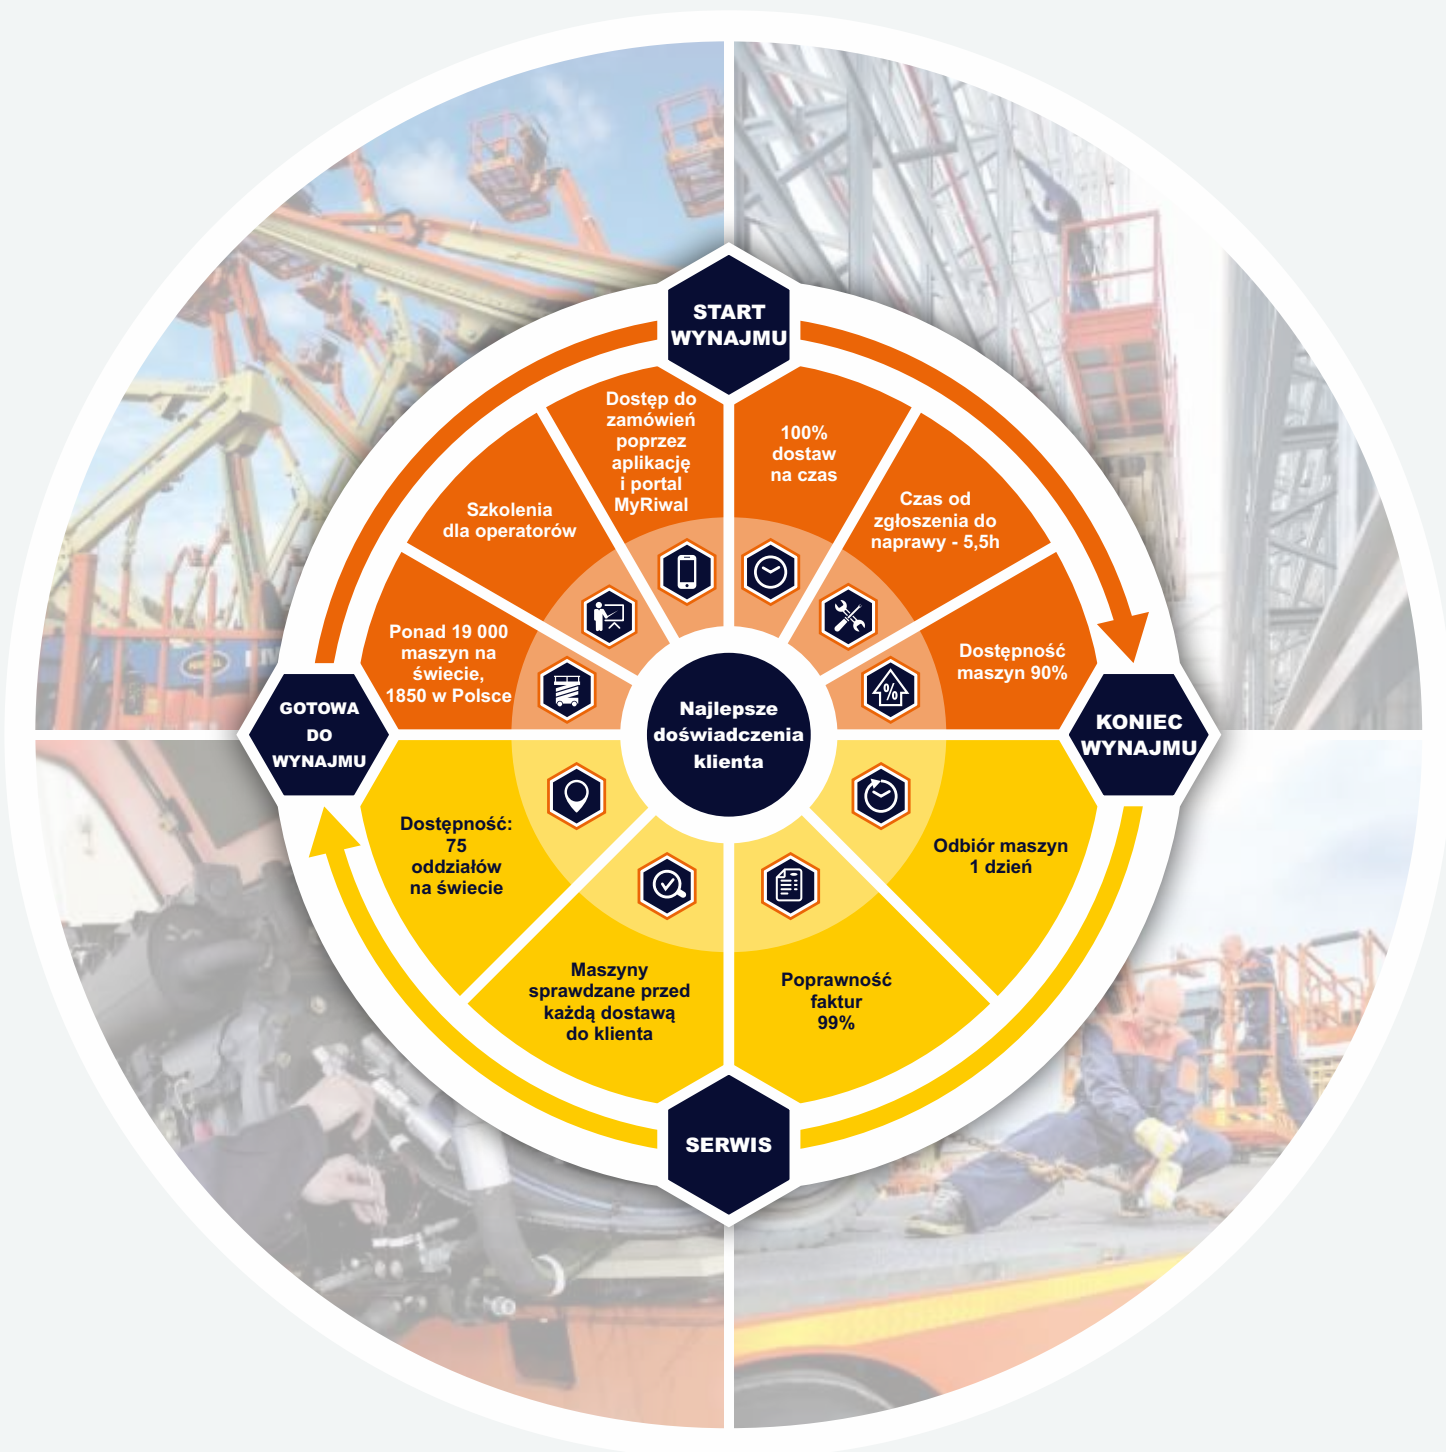 START
WYNAJMU
Dostęp do
zamówień
poprzez
aplikację
i portal
MyRiwal
100%
dostaw
na czas
Szkolenia
dla operatorów
Czas od
zgłoszenia do
naprawy - 5,5h
Ponad 19 000
maszyn na
świecie,
1850 w Polsce
Dostępność
maszyn 90%
%
GOTOWA
DO
WYNAJMU
Najlepsze
doświadczenia
klienta
KONIEC
WYNAJMU
Dostępność:
75
oddziałów
na świecie
Odbiór maszyn
1 dzień
Maszyny
sprawdzane przed
każdą dostawą
do klienta
Poprawność
faktur
99%
SERWIS